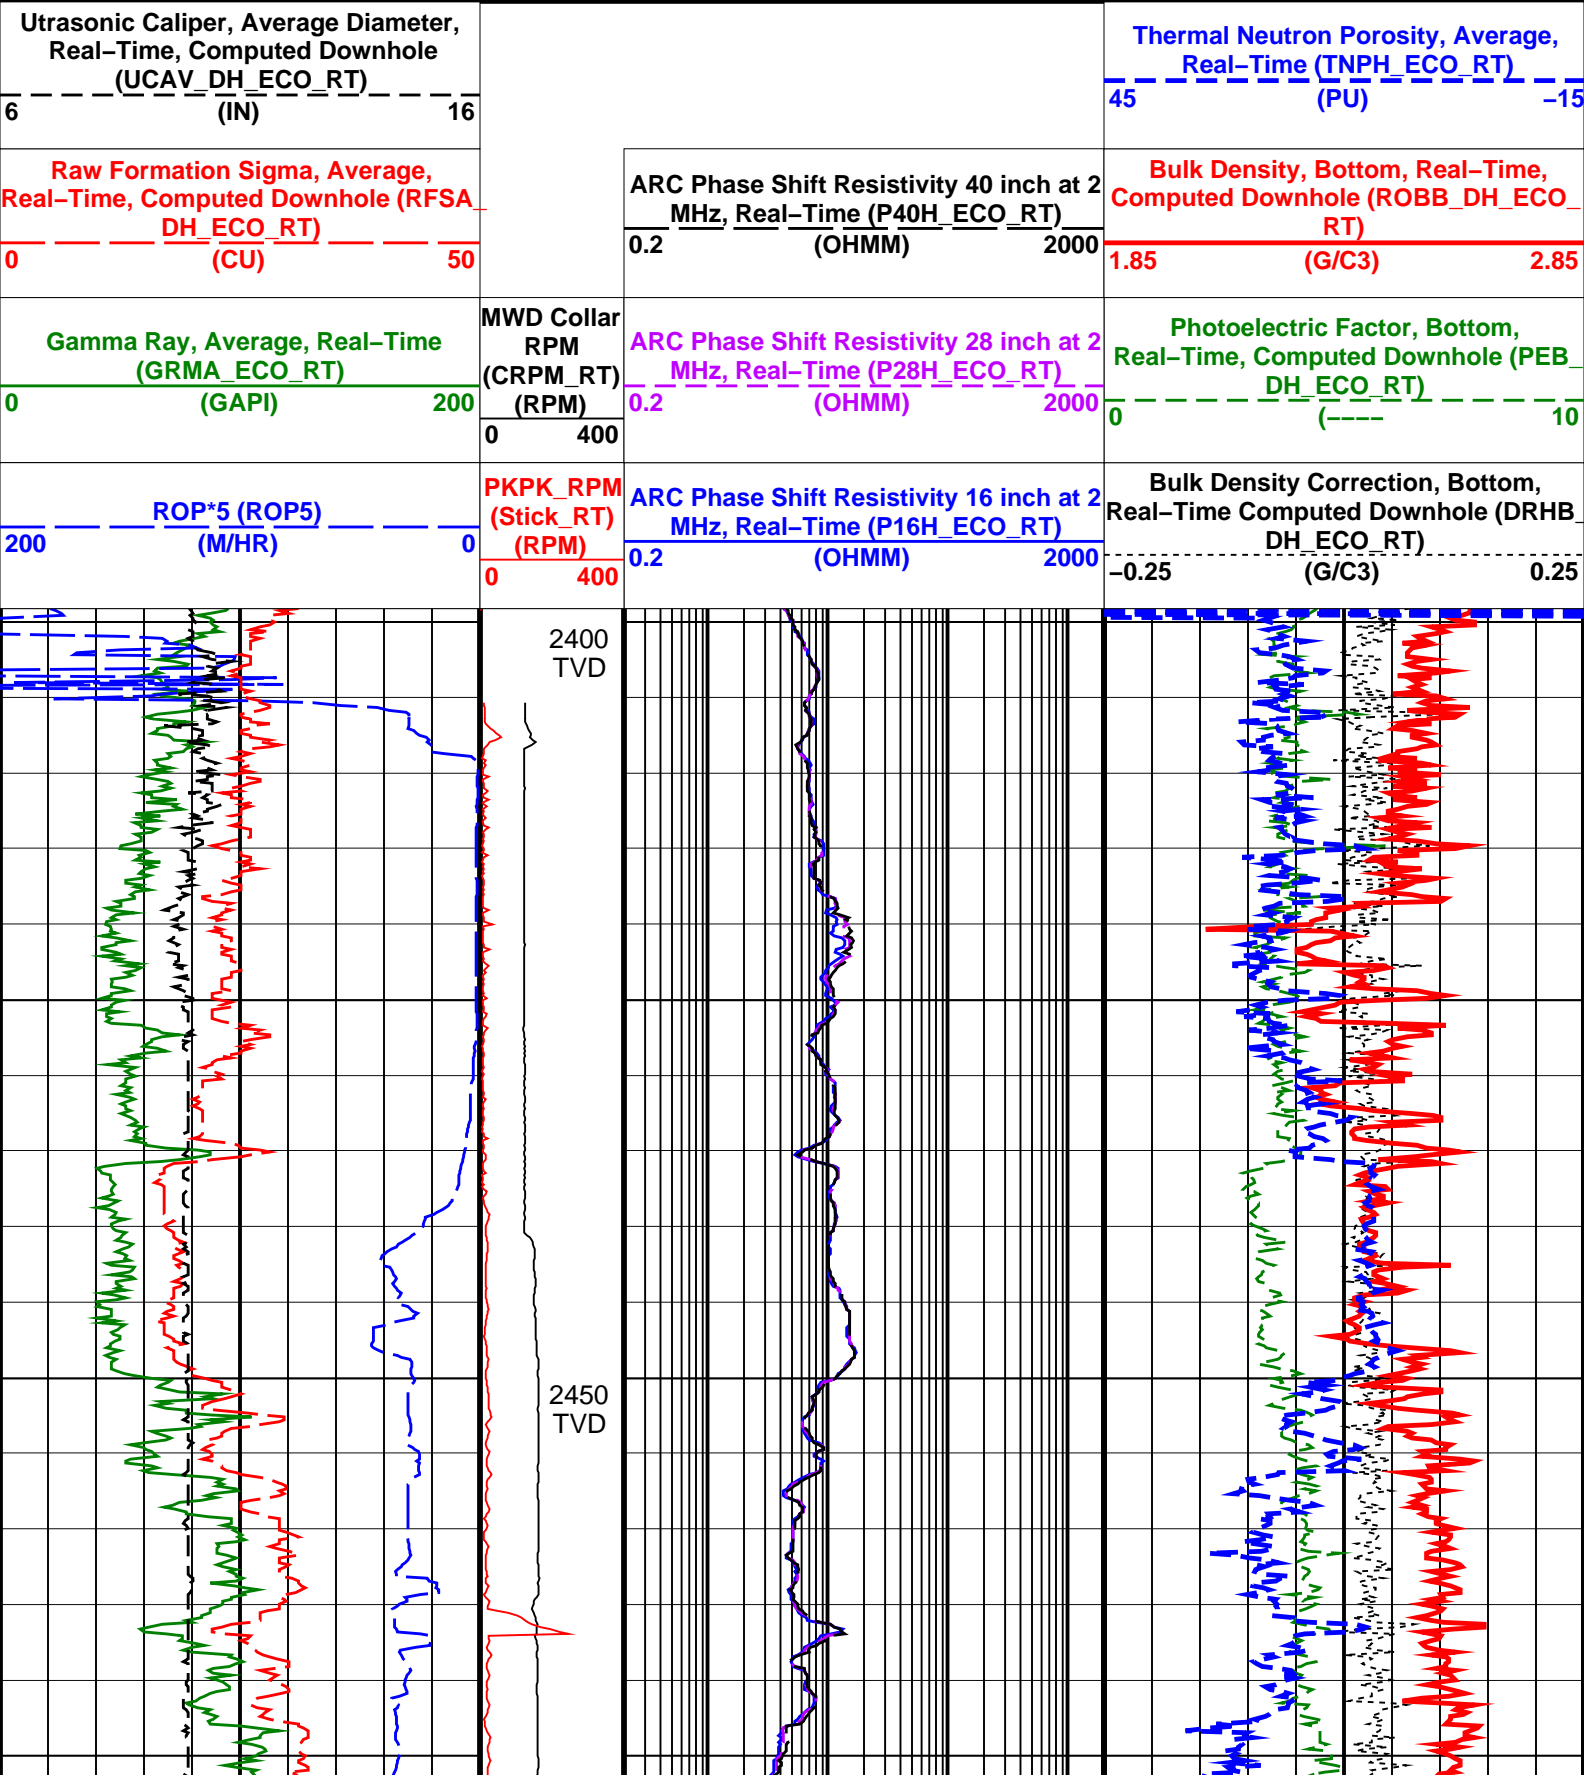 Utrasonic Caliper, Average Diameter,
Real−Time, Computed Downhole
(UCAV_DH_ECO_RT)
6 (IN) 16
Raw Formation Sigma, Average,
Real−Time, Computed Downhole (RFSA_
DH_ECO_RT)
0 (CU) 50
Gamma Ray, Average, Real−Time
(GRMA_ECO_RT)
0 (GAPI) 200
ROP*5 (ROP5)
200 (M/HR) 0
MWD Collar
RPM
(CRPM_RT)
(RPM)
0 400
PKPK_RPM
(Stick_RT)
(RPM)
0 400
ARC Phase Shift Resistivity 40 inch at 2
MHz, Real−Time (P40H_ECO_RT)
0.2 (OHMM) 2000
ARC Phase Shift Resistivity 28 inch at 2
MHz, Real−Time (P28H_ECO_RT)
0.2 (OHMM) 2000
ARC Phase Shift Resistivity 16 inch at 2
MHz, Real−Time (P16H_ECO_RT)
0.2 (OHMM) 2000
Thermal Neutron Porosity, Average,
Real−Time (TNPH_ECO_RT)
45 (PU) −15
Bulk Density, Bottom, Real−Time,
Computed Downhole (ROBB_DH_ECO_
RT)
1.85 (G/C3) 2.85
Photoelectric Factor, Bottom,
Real−Time, Computed Downhole (PEB_
DH_ECO_RT)
0 (−−−− 10
Bulk Density Correction, Bottom,
Real−Time Computed Downhole (DRHB_
DH_ECO_RT)
−0.25 (G/C3) 0.25
2400
TVD
2450
TVD